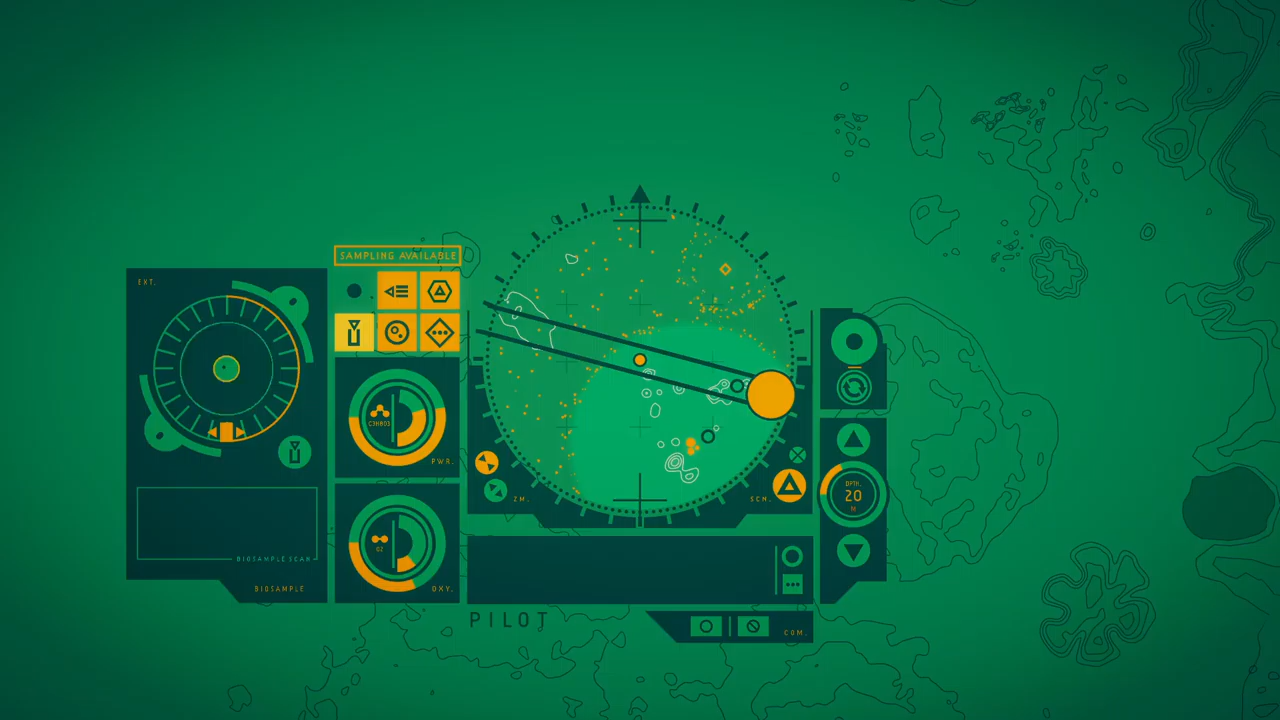 SAMPLING AVAILABLE
EXT.
C3H8O3
PWR.
ZM.
SCN.
DPTH.
20
M
O2
BIOSAMPLE SCAN
BIOSAMPLE
OXY.
PILOT
COM.